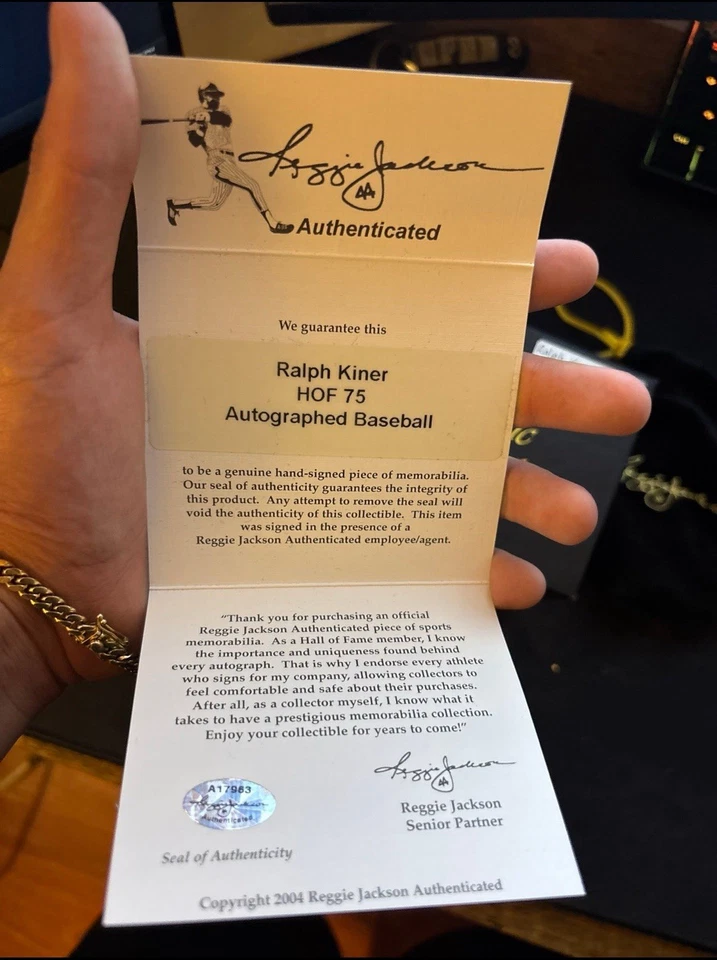 Reggie Jackson
Authenticated
We guarantee this
Ralph Kiner
HOF 75
Autographed Baseball
to be a genuine hand-signed piece of memorabilia.
Our seal of authenticity guarantees the integrity of
this product. Any attempt to remove the seal will
void the authenticity of this collectible. This item
was signed in the presence of a
Reggie Jackson Authenticated employee/agent.
"Thank you for purchasing an official
Reggie Jackson Authenticated piece of sports
memorabilia. As a Hall of Fame member, I know
the importance and uniqueness found behind
every autograph. That is why I endorse every athlete
who signs for my company, allowing collectors to
feel comfortable and safe about their purchases.
After all, as a collector myself, I know what it
takes to have a prestigious memorabilia collection.
Enjoy your collectible for years to come!"
Reggie Jackson
Reggie Jackson
Senior Partner
A17963
Reggie Jackson
Authenticated
Seal of Authenticity
Copyright 2004 Reggie Jackson Authenticated